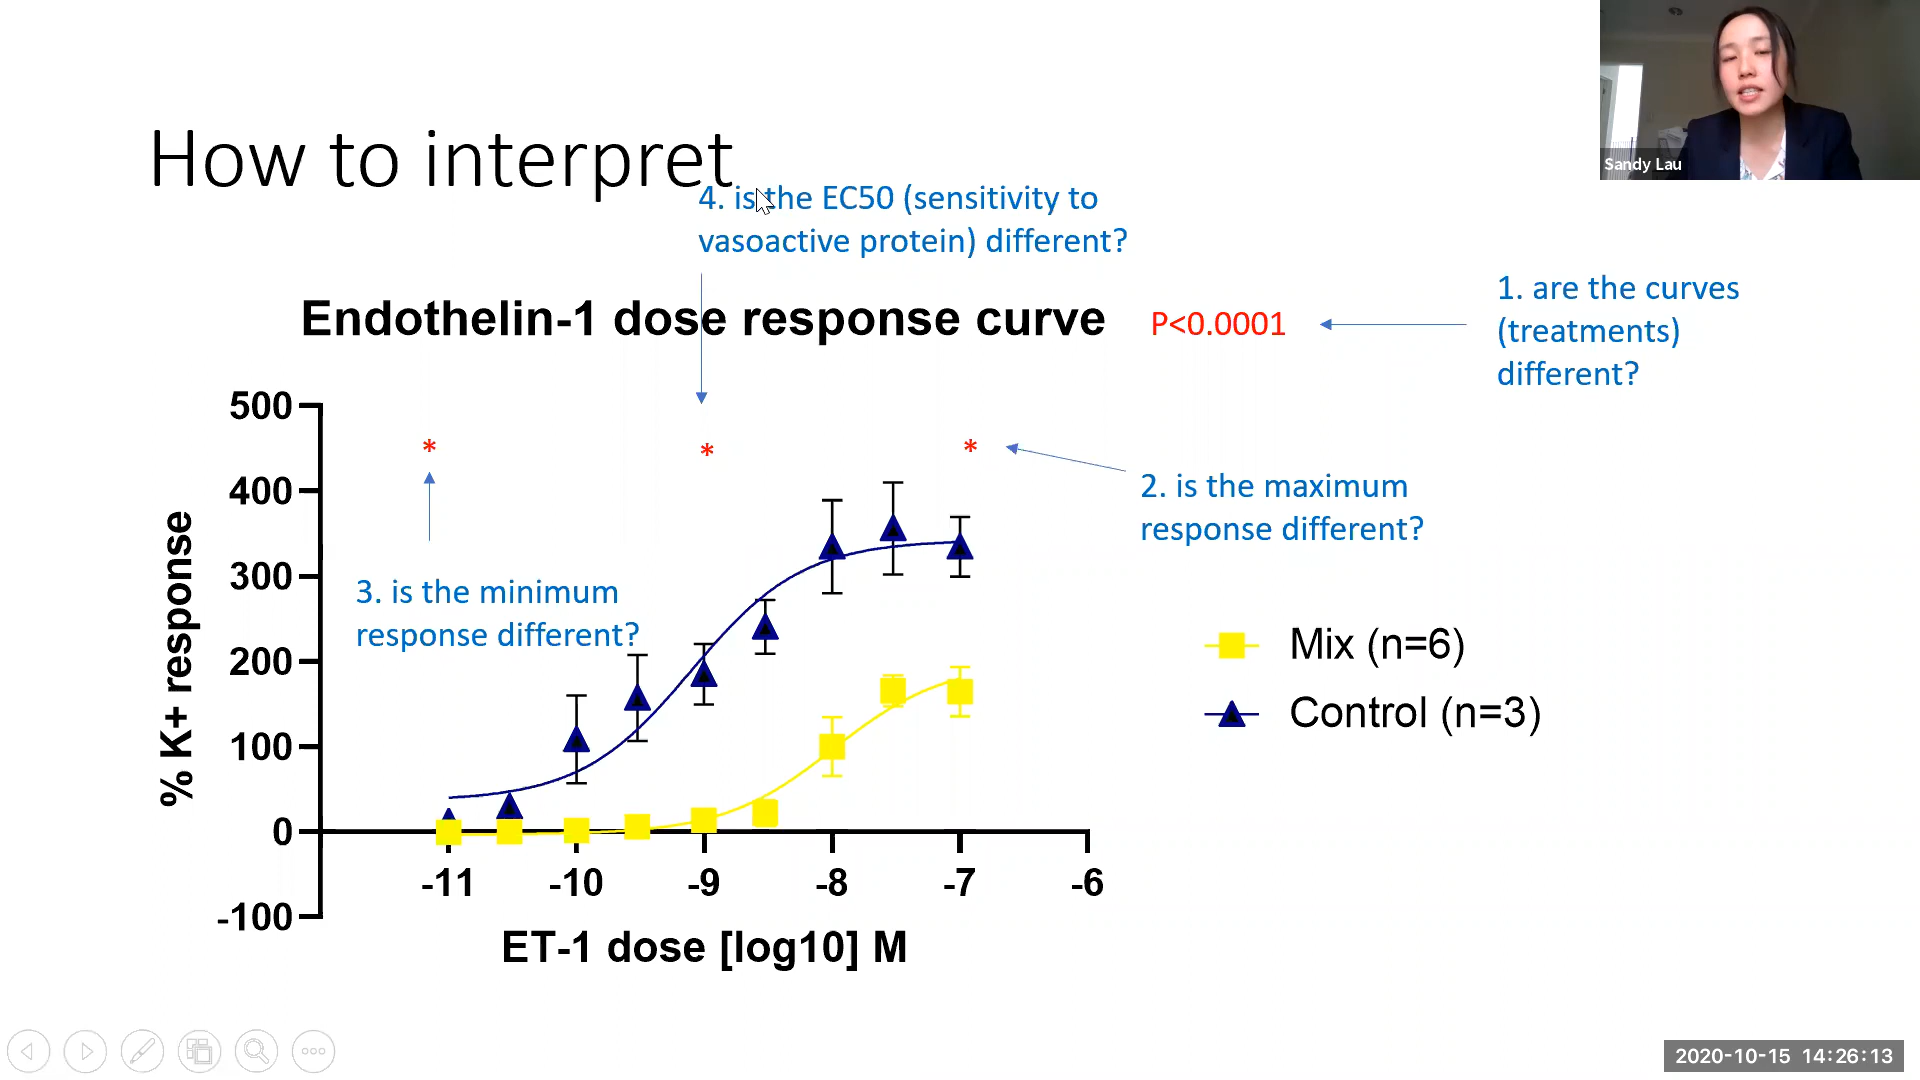 Sandy Lau
How to interpret
4. is the EC50 (sensitivity to
vasoactive protein) different?
1. are the curves
(treatments)
different?
Endothelin-1 dose response curve
P<0.0001
500
400
300
200
100
0
-100
% K+ response
*
*
*
2. is the maximum
response different?
3. is the minimum
response different?
Mix (n=6)
Control (n=3)
-11
-10
-9
-8
-7
-6
ET-1 dose [log10] M
2020-10-15 14:26:13